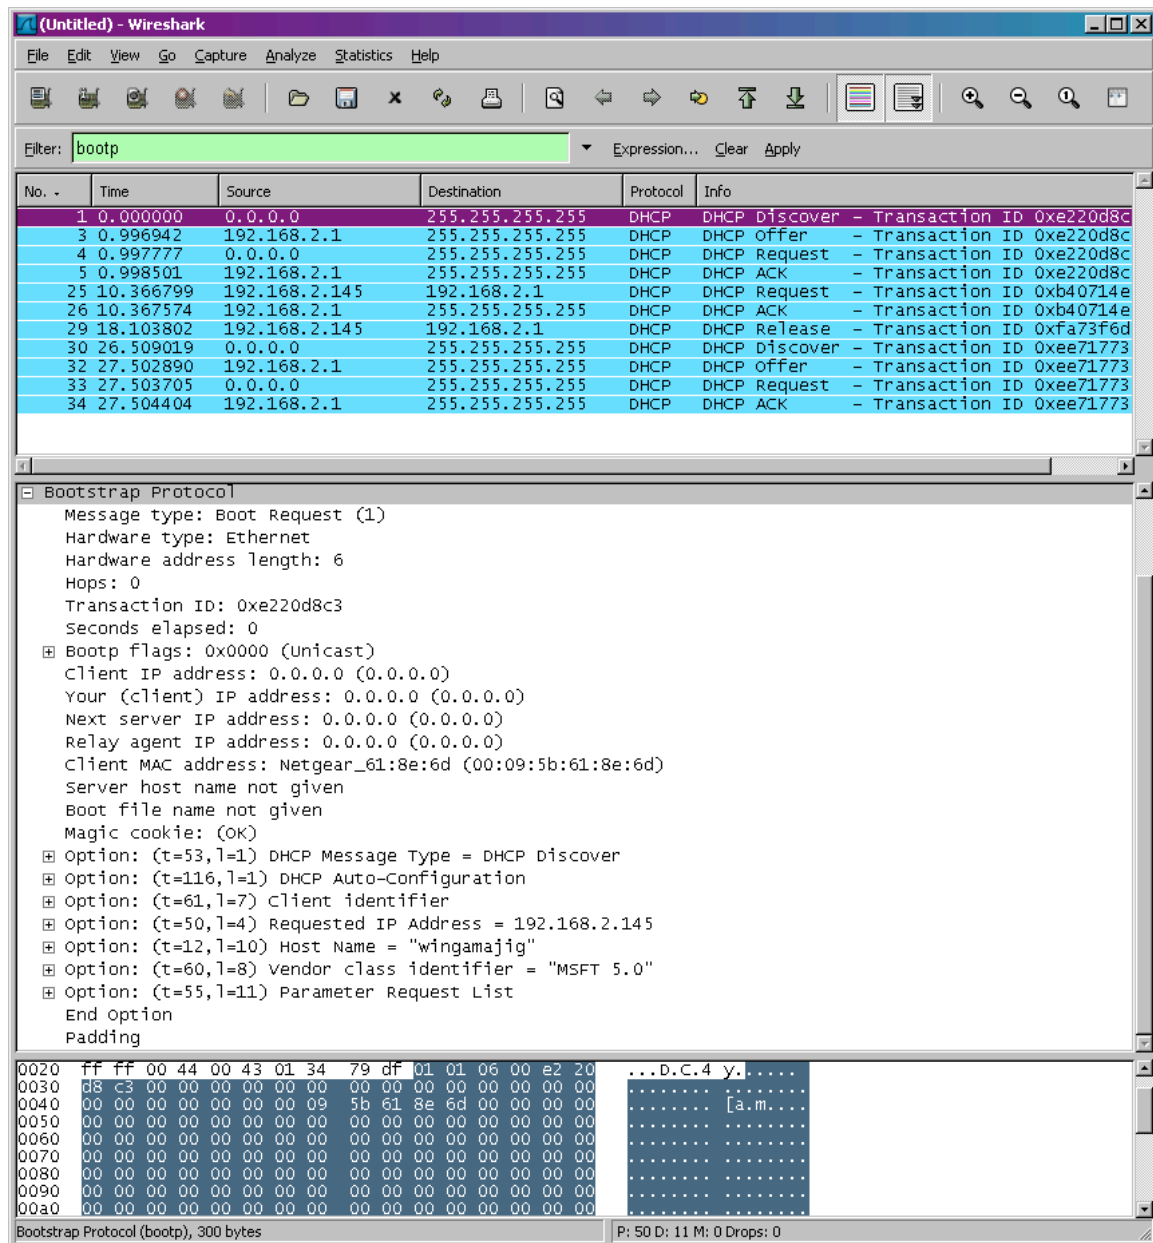 (Untitled) - Wireshark
File Edit View Go Capture Analyze Statistics Help
Filter: bootp Expression... Clear Apply
No. Time Source Destination Protocol Info
1 0.000000 0.0.0.0 255.255.255.255 DHCP DHCP Discover - Transaction ID 0xe220d8c
3 0.996942 192.168.2.1 255.255.255.255 DHCP DHCP Offer - Transaction ID 0xe220d8c
4 0.997777 0.0.0.0 255.255.255.255 DHCP DHCP Request - Transaction ID 0xe220d8c
5 0.998501 192.168.2.1 255.255.255.255 DHCP DHCP ACK - Transaction ID 0xe220d8c
25 10.366799 192.168.2.145 192.168.2.1 DHCP DHCP Request - Transaction ID 0xb40714e
26 10.367574 192.168.2.1 255.255.255.255 DHCP DHCP ACK - Transaction ID 0xb40714e
29 18.103802 192.168.2.145 192.168.2.1 DHCP DHCP Release - Transaction ID 0xfa73f6d
30 26.509019 0.0.0.0 255.255.255.255 DHCP DHCP Discover - Transaction ID 0xee71773
32 27.502890 192.168.2.1 255.255.255.255 DHCP DHCP Offer - Transaction ID 0xee71773
33 27.503705 0.0.0.0 255.255.255.255 DHCP DHCP Request - Transaction ID 0xee71773
34 27.504404 192.168.2.1 255.255.255.255 DHCP DHCP ACK - Transaction ID 0xee71773
Bootstrap Protocol
Message type: Boot Request (1)
Hardware type: Ethernet
Hardware address length: 6
Hops: 0
Transaction ID: 0xe220d8c3
Seconds elapsed: 0
Bootp flags: 0x0000 (Unicast)
Client IP address: 0.0.0.0 (0.0.0.0)
Your (client) IP address: 0.0.0.0 (0.0.0.0)
Next server IP address: 0.0.0.0 (0.0.0.0)
Relay agent IP address: 0.0.0.0 (0.0.0.0)
Client MAC address: Netgear_61:8e:6d (00:09:5b:61:8e:6d)
Server host name not given
Boot file name not given
Magic cookie: (OK)
Option: (t=53,l=1) DHCP Message Type = DHCP Discover
Option: (t=116,l=1) DHCP Auto-Configuration
Option: (t=61,l=7) Client identifier
Option: (t=50,l=4) Requested IP Address = 192.168.2.145
Option: (t=12,l=10) Host Name = "wingamajig"
Option: (t=60,l=8) Vendor class identifier = "MSFT 5.0"
Option: (t=55,l=11) Parameter Request List
End Option
Padding
0020 ff ff 00 44 00 43 01 34 79 df 01 01 06 00 e2 20 ...D.C.4 y.......
0030 d8 c3 00 00 00 00 00 00 00 00 00 00 00 00 00 00 ........ ........
0040 00 00 00 00 00 00 00 09 5b 61 8e 6d 00 00 00 00 ........ [a.m....
0050 00 00 00 00 00 00 00 00 00 00 00 00 00 00 00 00 ........ ........
0060 00 00 00 00 00 00 00 00 00 00 00 00 00 00 00 00 ........ ........
0070 00 00 00 00 00 00 00 00 00 00 00 00 00 00 00 00 ........ ........
0080 00 00 00 00 00 00 00 00 00 00 00 00 00 00 00 00 ........ ........
0090 00 00 00 00 00 00 00 00 00 00 00 00 00 00 00 00 ........ ........
00a0 00 00 00 00 00 00 00 00 00 00 00 00 00 00 00 00 ........ ........
Bootstrap Protocol (bootp), 300 bytes P: 50 D: 11 M: 0 Drops: 0